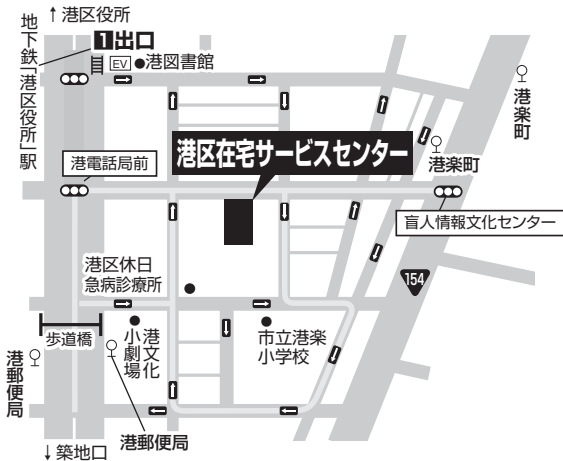 ↑港区役所
地下鉄「港区役所」駅
1出口
EV ●港図書館
港楽町
港電話局前
港区在宅サービスセンター
港楽町
盲人情報文化センター
154
港区休日
急病診療所
歩道橋
港文化
小劇場
市立港楽
小学校
港郵便局
港郵便局
↓築地口